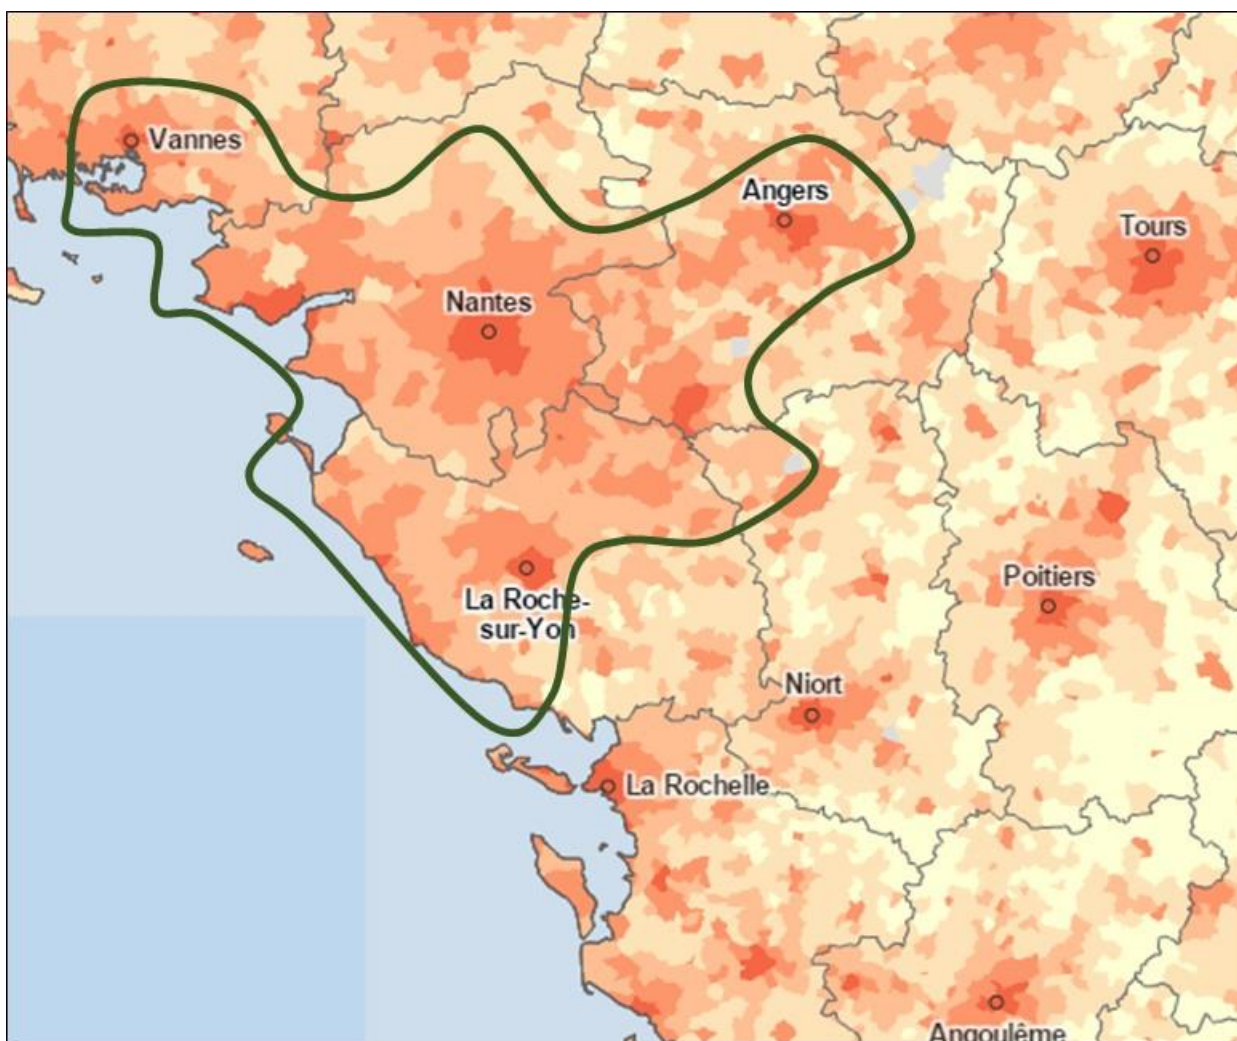 Vannes
Angers
Tours
Nantes
La Roche-
sur-Yon
Poitiers
Niort
La Rochelle
Angoulême